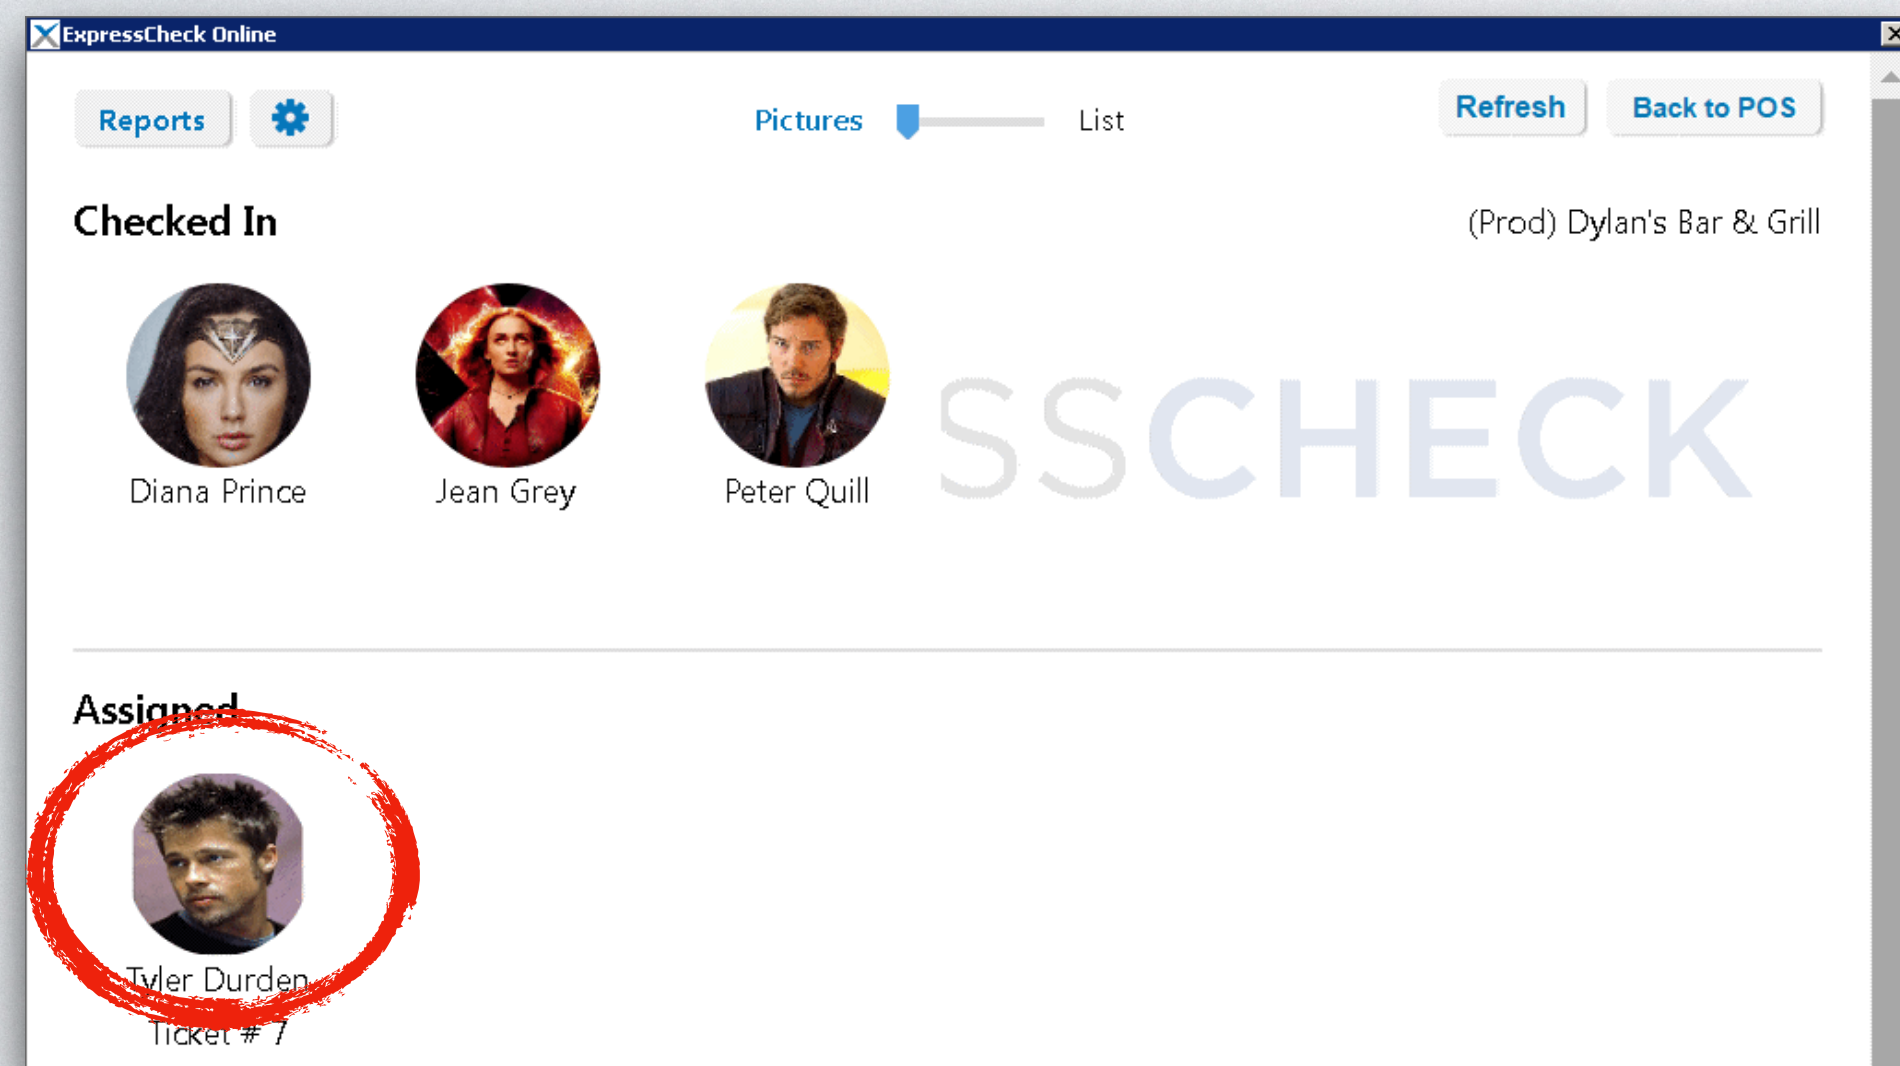 ExpressCheck Online
Reports
Pictures List
Refresh
Back to POS
Checked In
(Prod) Dylan's Bar & Grill
SSCHECK
Diana Prince
Jean Grey
Peter Quill
Assigned
Tyler Durden
Ticket # 7